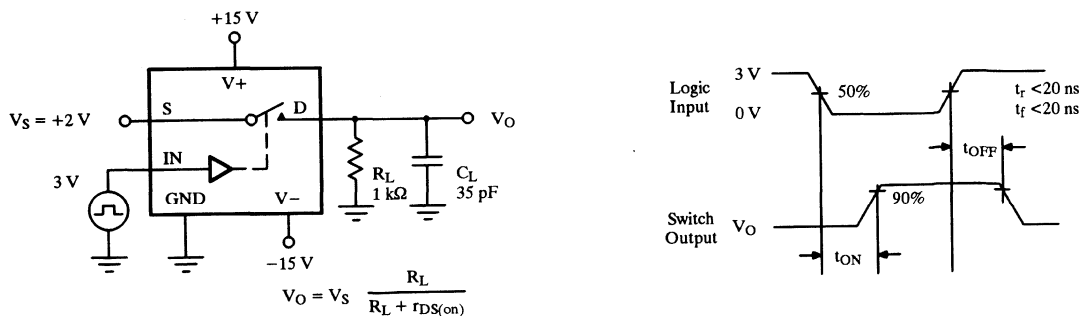 +15 V
V+
S
D
V_S = +2 V
V_O
IN
3 V
R_L
1 kΩ
C_L
35 pF
GND
V−
−15 V
V_O = V_S R_L / (R_L + r_DS(on))
Logic
Input
3 V
0 V
50%
t_r <20 ns
t_f <20 ns
t_OFF
90%
Switch
Output
V_O
t_ON